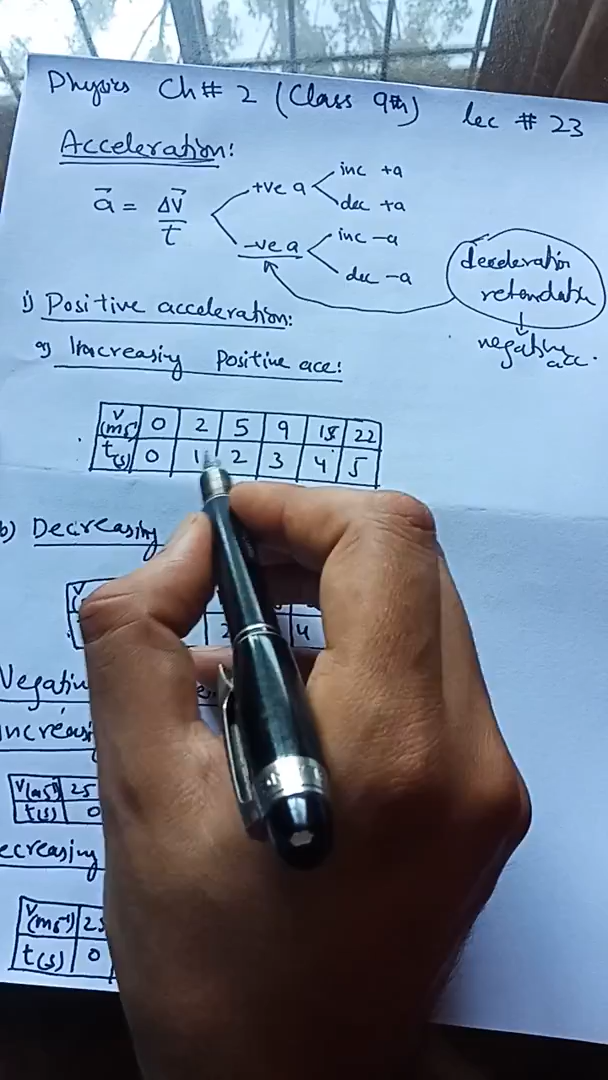 Physics Ch# 2 (Class 9th) lec # 23
Acceleration:
a = Δv/t
+ve a
inc +a
dec +a
-ve a
inc -a
dec -a
deceleration
retardation
negative acc.
i) Positive acceleration:
a) Increasing Positive acc:
v (ms⁻¹) 0 2 5 9 15 22
t(s) 0 1 2 3 4 5
b) Decreasing
4
Negative
Increasi
v(ms⁻¹) 25
t(s) 0
ecreasing
v (ms⁻¹)
t(s) 0